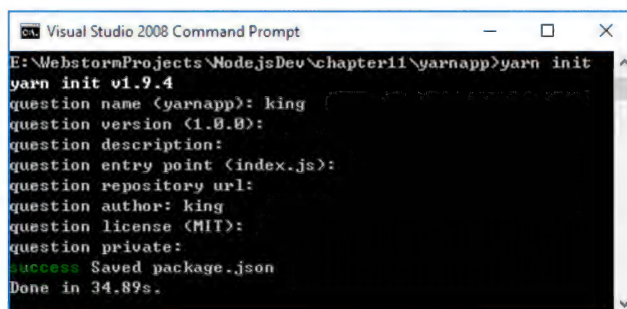 Visual Studio 2008 Command Prompt
E:\WebstormProjects\NodejsDev\chapter11\yarnapp>yarn init
yarn init v1.9.4
question name (yarnapp): king
question version (1.0.0):
question description:
question entry point (index.js):
question repository url:
question author: king
question license (MIT):
question private:
success Saved package.json
Done in 34.89s.